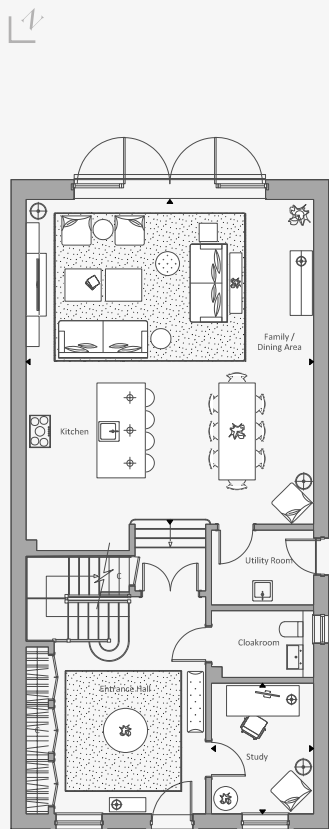 N
Family /
Dining Area
Kitchen
C
Utility Room
Cloakroom
Entrance Hall
C
Study